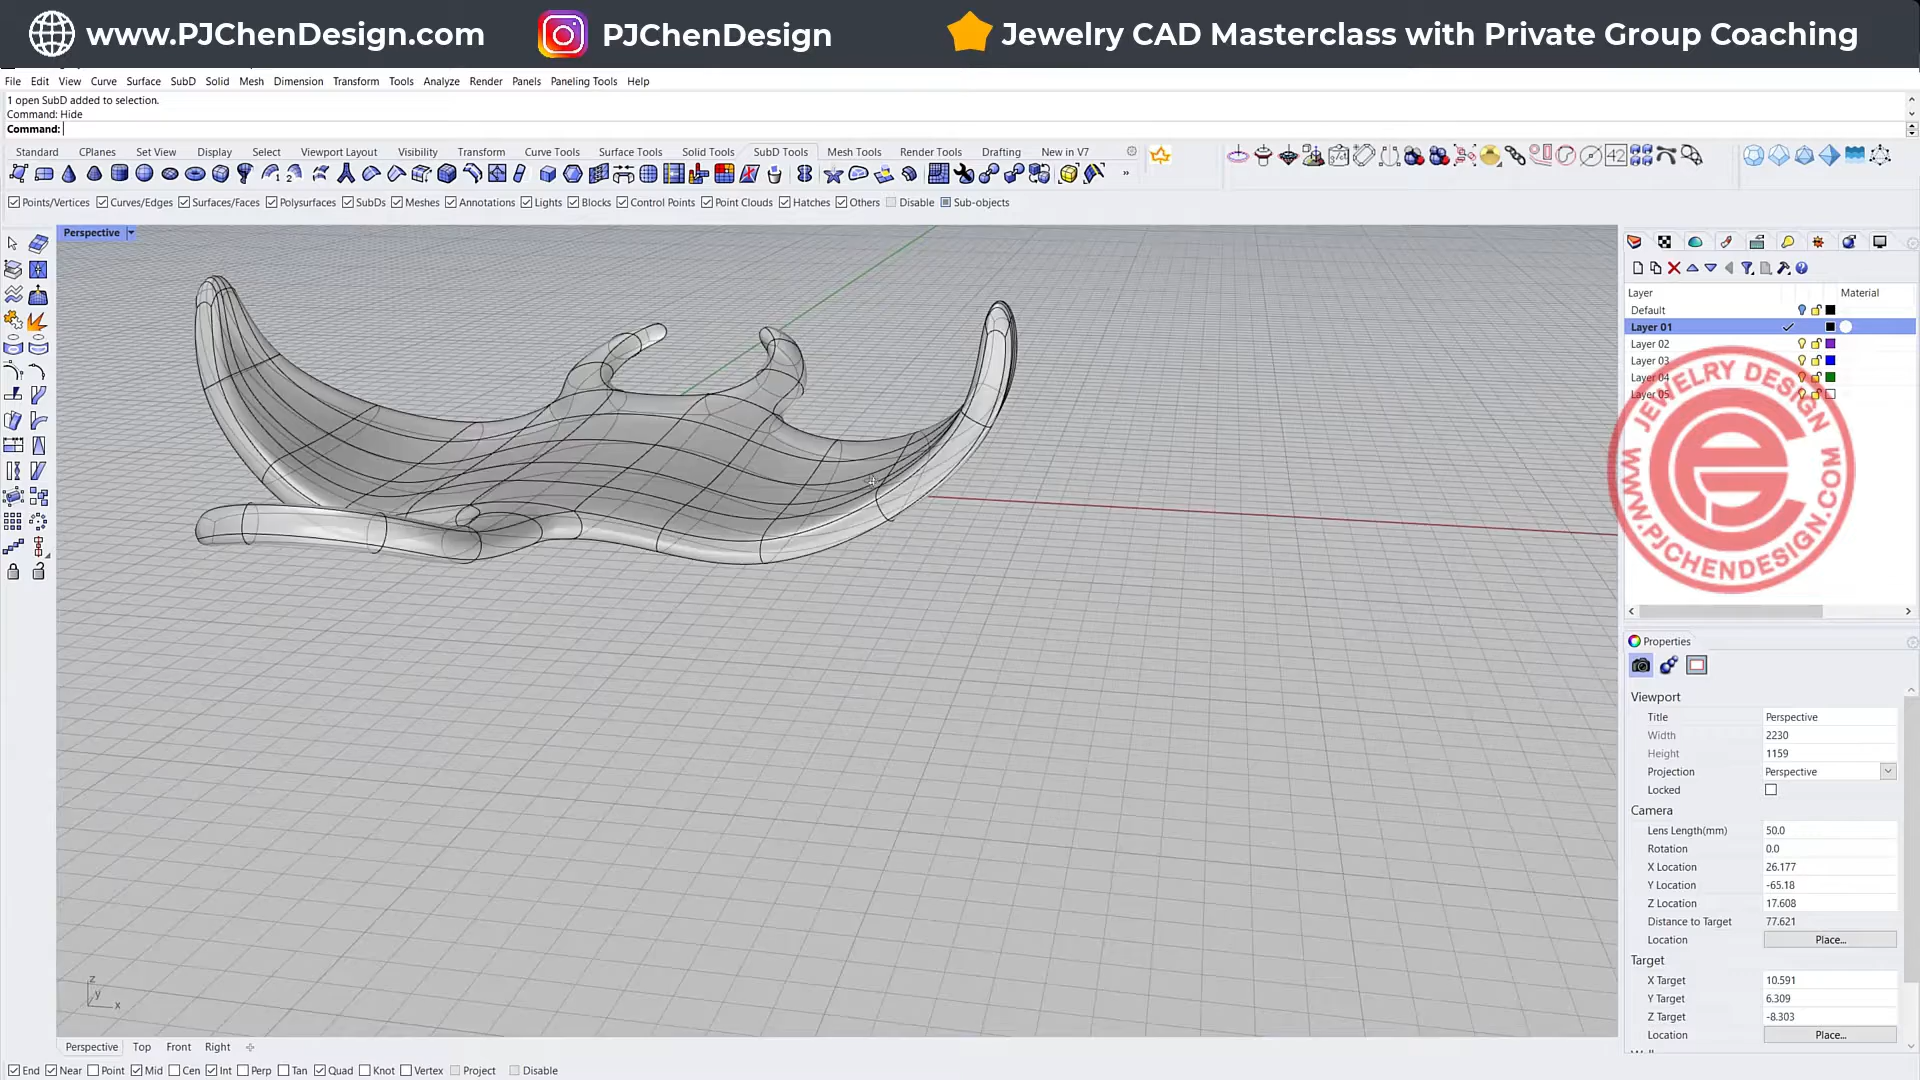 www.PJChenDesign.com PJChenDesign Jewelry CAD Masterclass with Private Group Coaching
File Edit View Curve Surface SubD Solid Mesh Dimension Transform Tools Analyze Render Panels Paneling Tools Help
1 open SubD added to selection.
Command: Hide
Command:
Standard CPlanes Set View Display Select Viewport Layout Visibility Transform Curve Tools Surface Tools Solid Tools SubD Tools Mesh Tools Render Tools Drafting New in V7
Points/Vertices Curves/Edges Surfaces/Faces Polysurfaces SubDs Meshes Annotations Lights Blocks Control Points Point Clouds Hatches Others Disable Sub-objects
Perspective
Layer Material
Default
Layer 01
Layer 02
Layer 03
Layer 04
Layer 05
JEWELRY DESIGN
WWW.PJCHENDESIGN.COM
Properties
Viewport
Title Perspective
Width 2230
Height 1159
Projection Perspective
Locked
Camera
Lens Length(mm) 50.0
Rotation 0.0
X Location 26.177
Y Location -65.18
Z Location 17.608
Distance to Target 77.621
Location Place...
Target
X Target 10.591
Y Target 6.309
Z Target -8.303
Location Place...
z
y
x
Perspective Top Front Right
End Near Point Mid Cen Int Perp Tan Quad Knot Vertex Project Disable